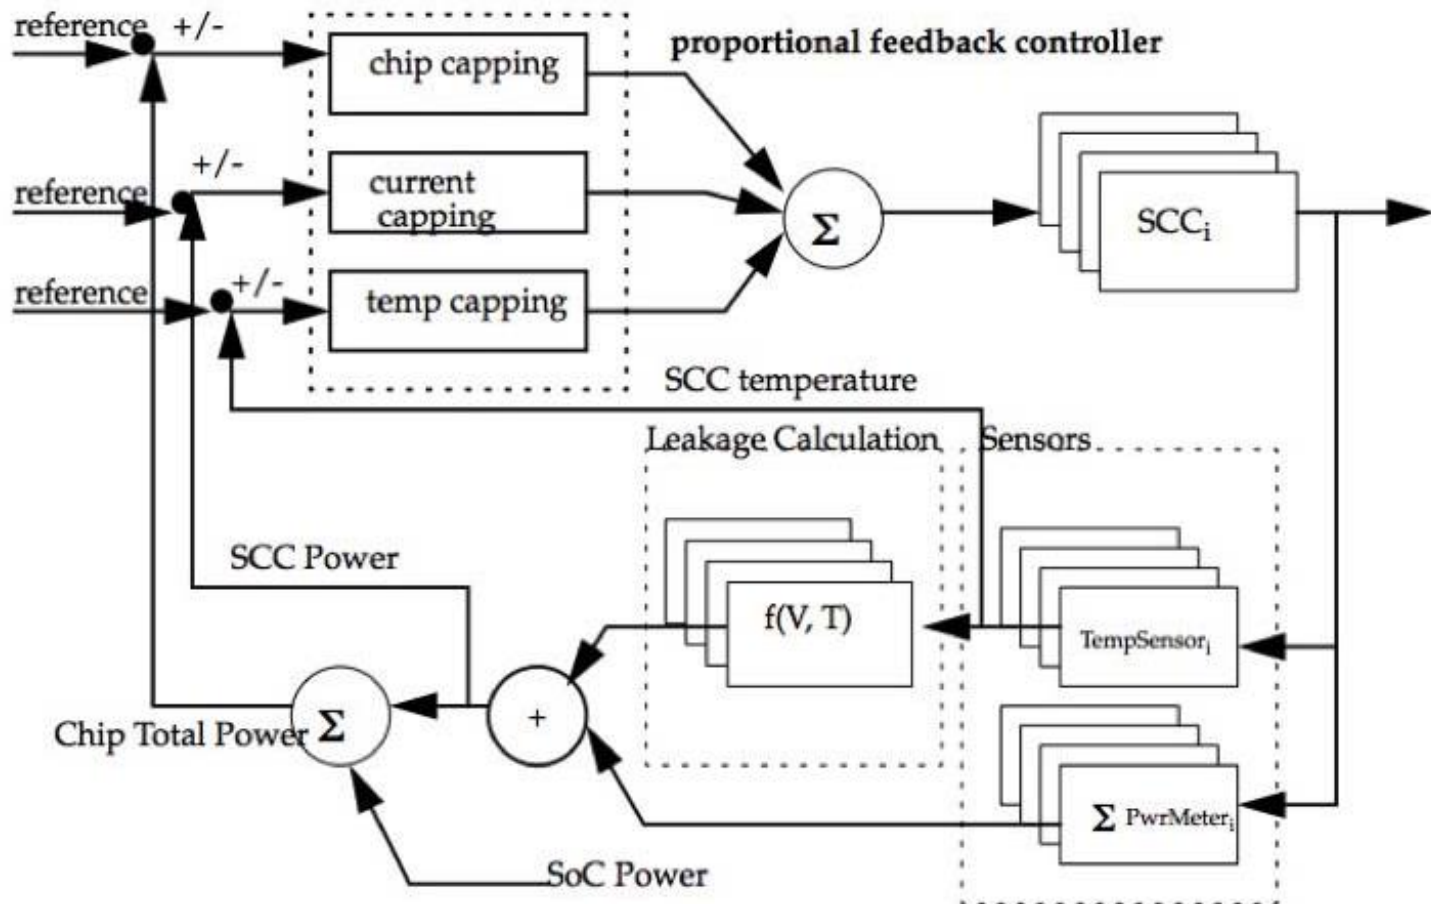 reference
+/-
chip capping
proportional feedback controller
reference
+/-
current
capping
Σ
SCCi
reference
+/-
temp capping
SCC temperature
Leakage Calculation
Sensors
SCC Power
f(V, T)
TempSensori
Chip Total Power
Σ
+
Σ PwrMeteri
SoC Power